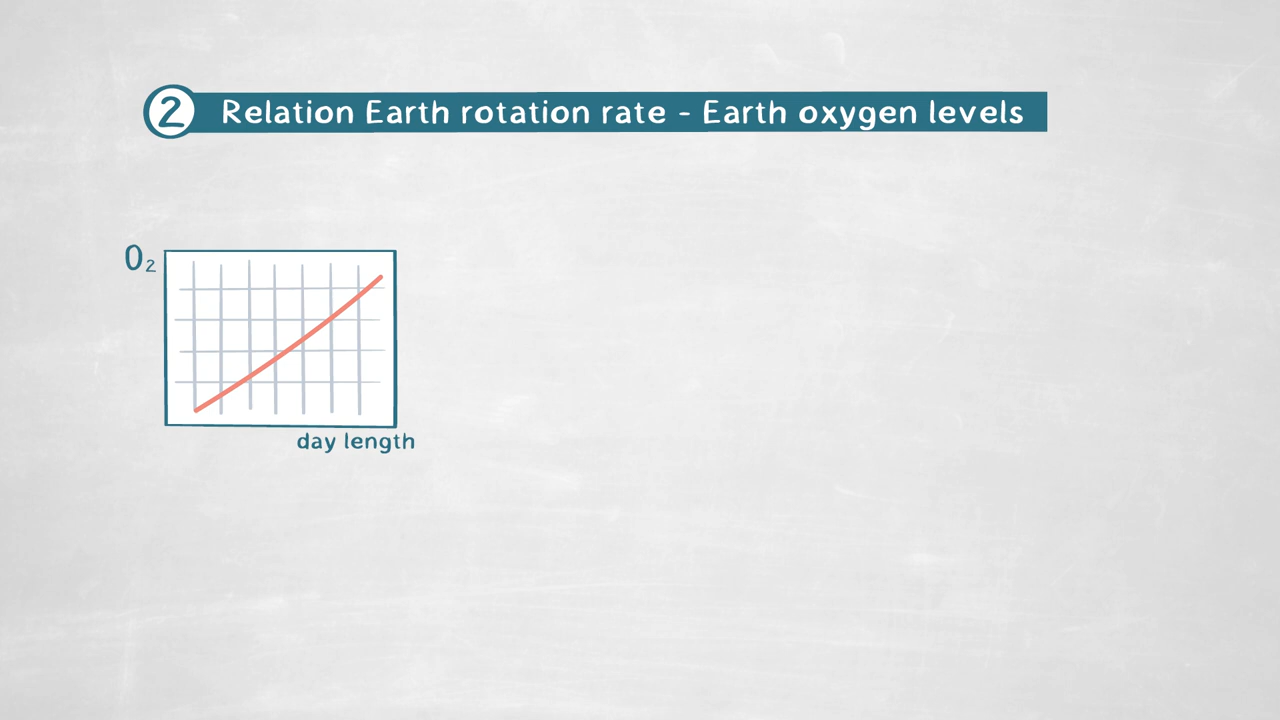 2 Relation Earth rotation rate - Earth oxygen levels
O₂
day length